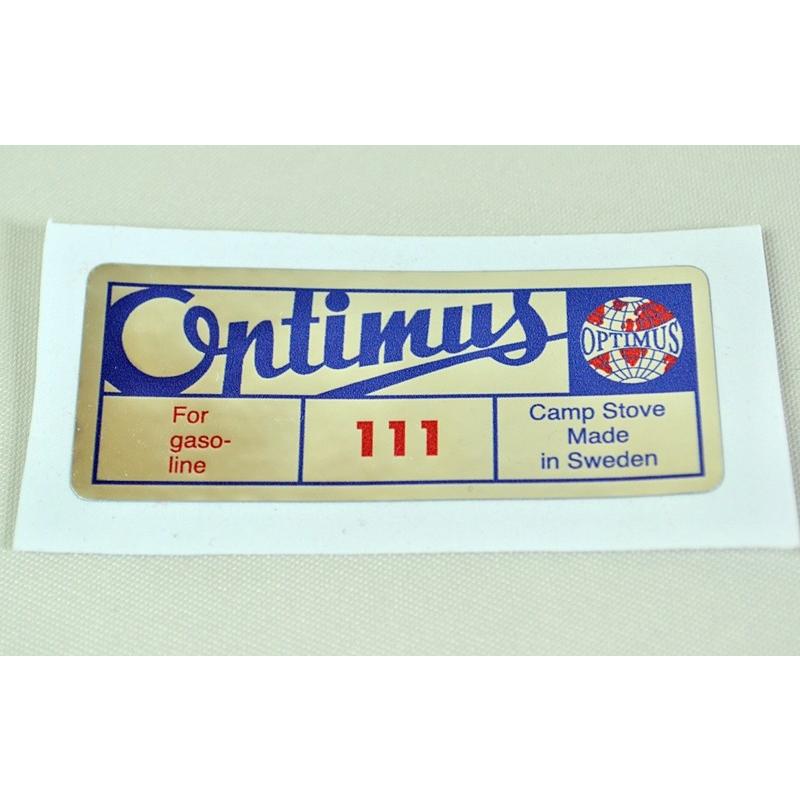 Optimus
OPTIMUS
For
gaso-
line
111
Camp Stove
Made
in Sweden